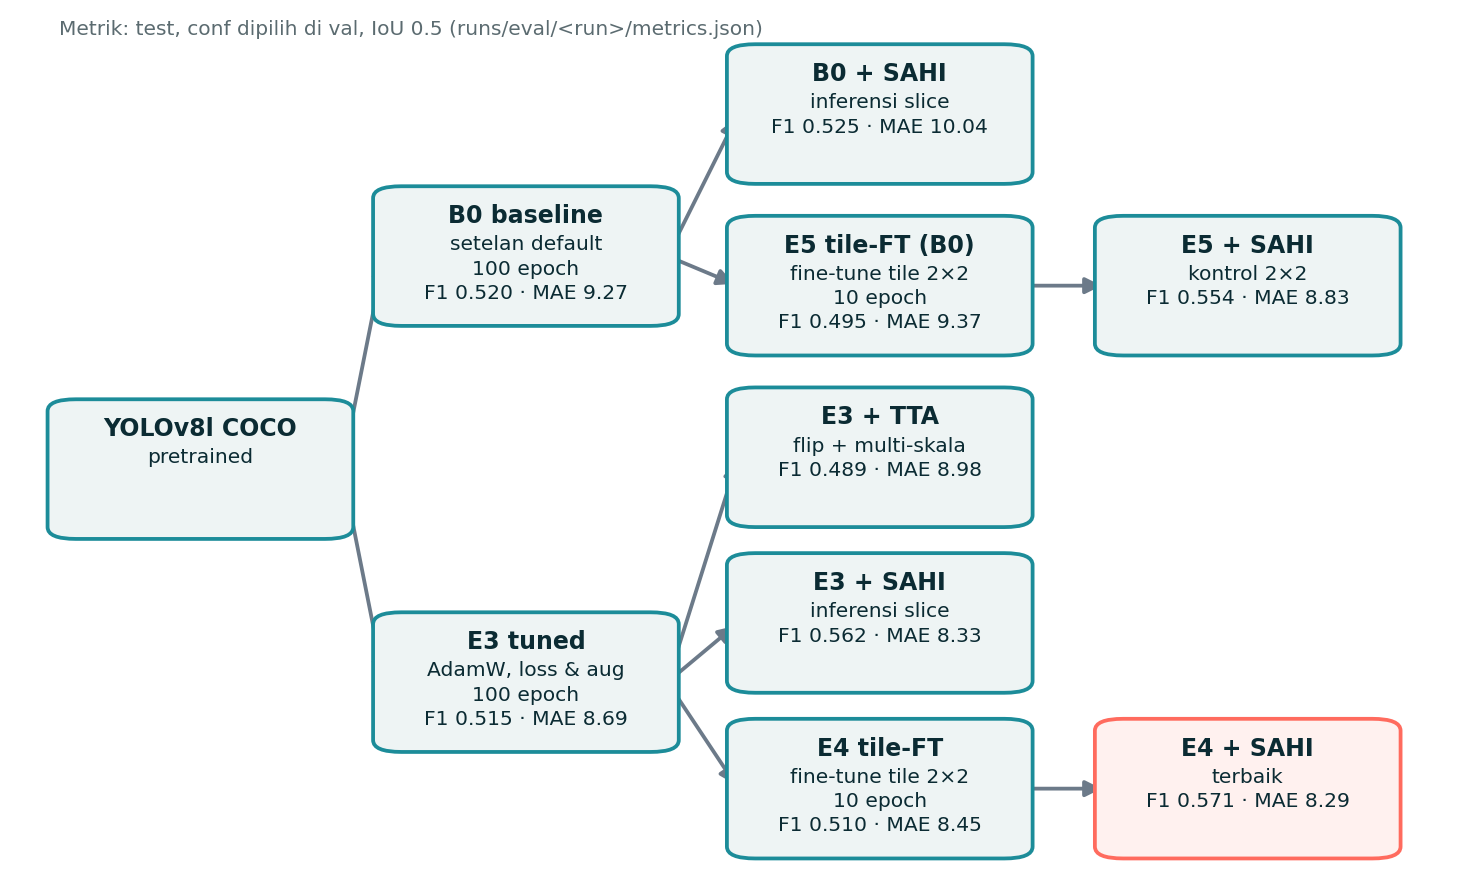 Metrik: test, conf dipilih di val, IoU 0.5 (runs/eval/<run>/metrics.json)
B0 + SAHI
inferensi slice
F1 0.525 · MAE 10.04
B0 baseline
setelan default
100 epoch
F1 0.520 · MAE 9.27
E5 tile-FT (B0)
fine-tune tile 2×2
10 epoch
F1 0.495 · MAE 9.37
E5 + SAHI
kontrol 2×2
F1 0.554 · MAE 8.83
YOLOv8l COCO
pretrained
E3 + TTA
flip + multi-skala
F1 0.489 · MAE 8.98
E3 + SAHI
inferensi slice
F1 0.562 · MAE 8.33
E3 tuned
AdamW, loss & aug
100 epoch
F1 0.515 · MAE 8.69
E4 tile-FT
fine-tune tile 2×2
10 epoch
F1 0.510 · MAE 8.45
E4 + SAHI
terbaik
F1 0.571 · MAE 8.29